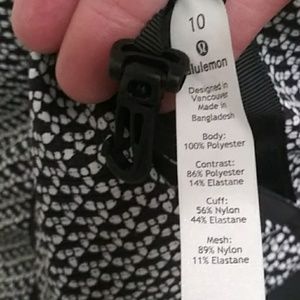 10
lululemon
Designed in
Vancouver
Made in
Bangladesh
Body:
100% Polyester
Contrast:
86% Polyester
14% Elastane
Cuff:
56% Nylon
44% Elastane
Mesh:
89% Nylon
11% Elastane